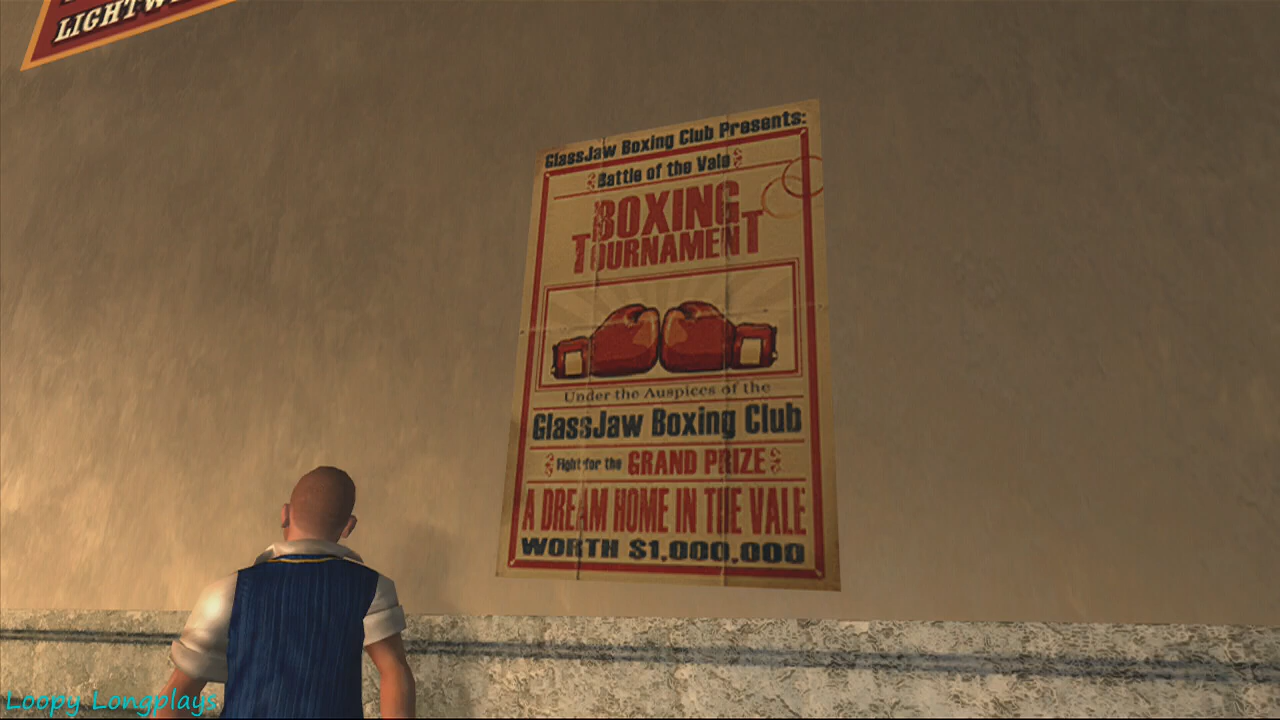 LIGHTW
GlassJaw Boxing Club Presents:
Battle of the Vale
BOXING
TOURNAMENT
Under the Auspices of the
GlassJaw Boxing Club
Fight for the GRAND PRIZE
A DREAM HOME IN THE VALE
WORTH $1,000,000
Loopy Longplays